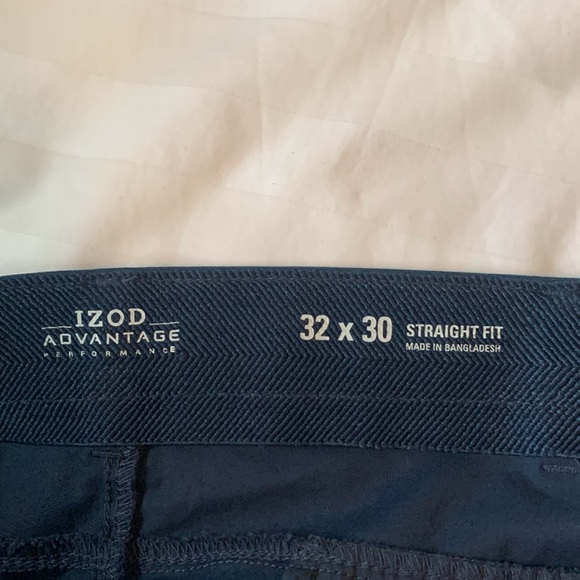 IZOD
ADVANTAGE
PERFORMANCE
32 x 30
STRAIGHT FIT
MADE IN BANGLADESH